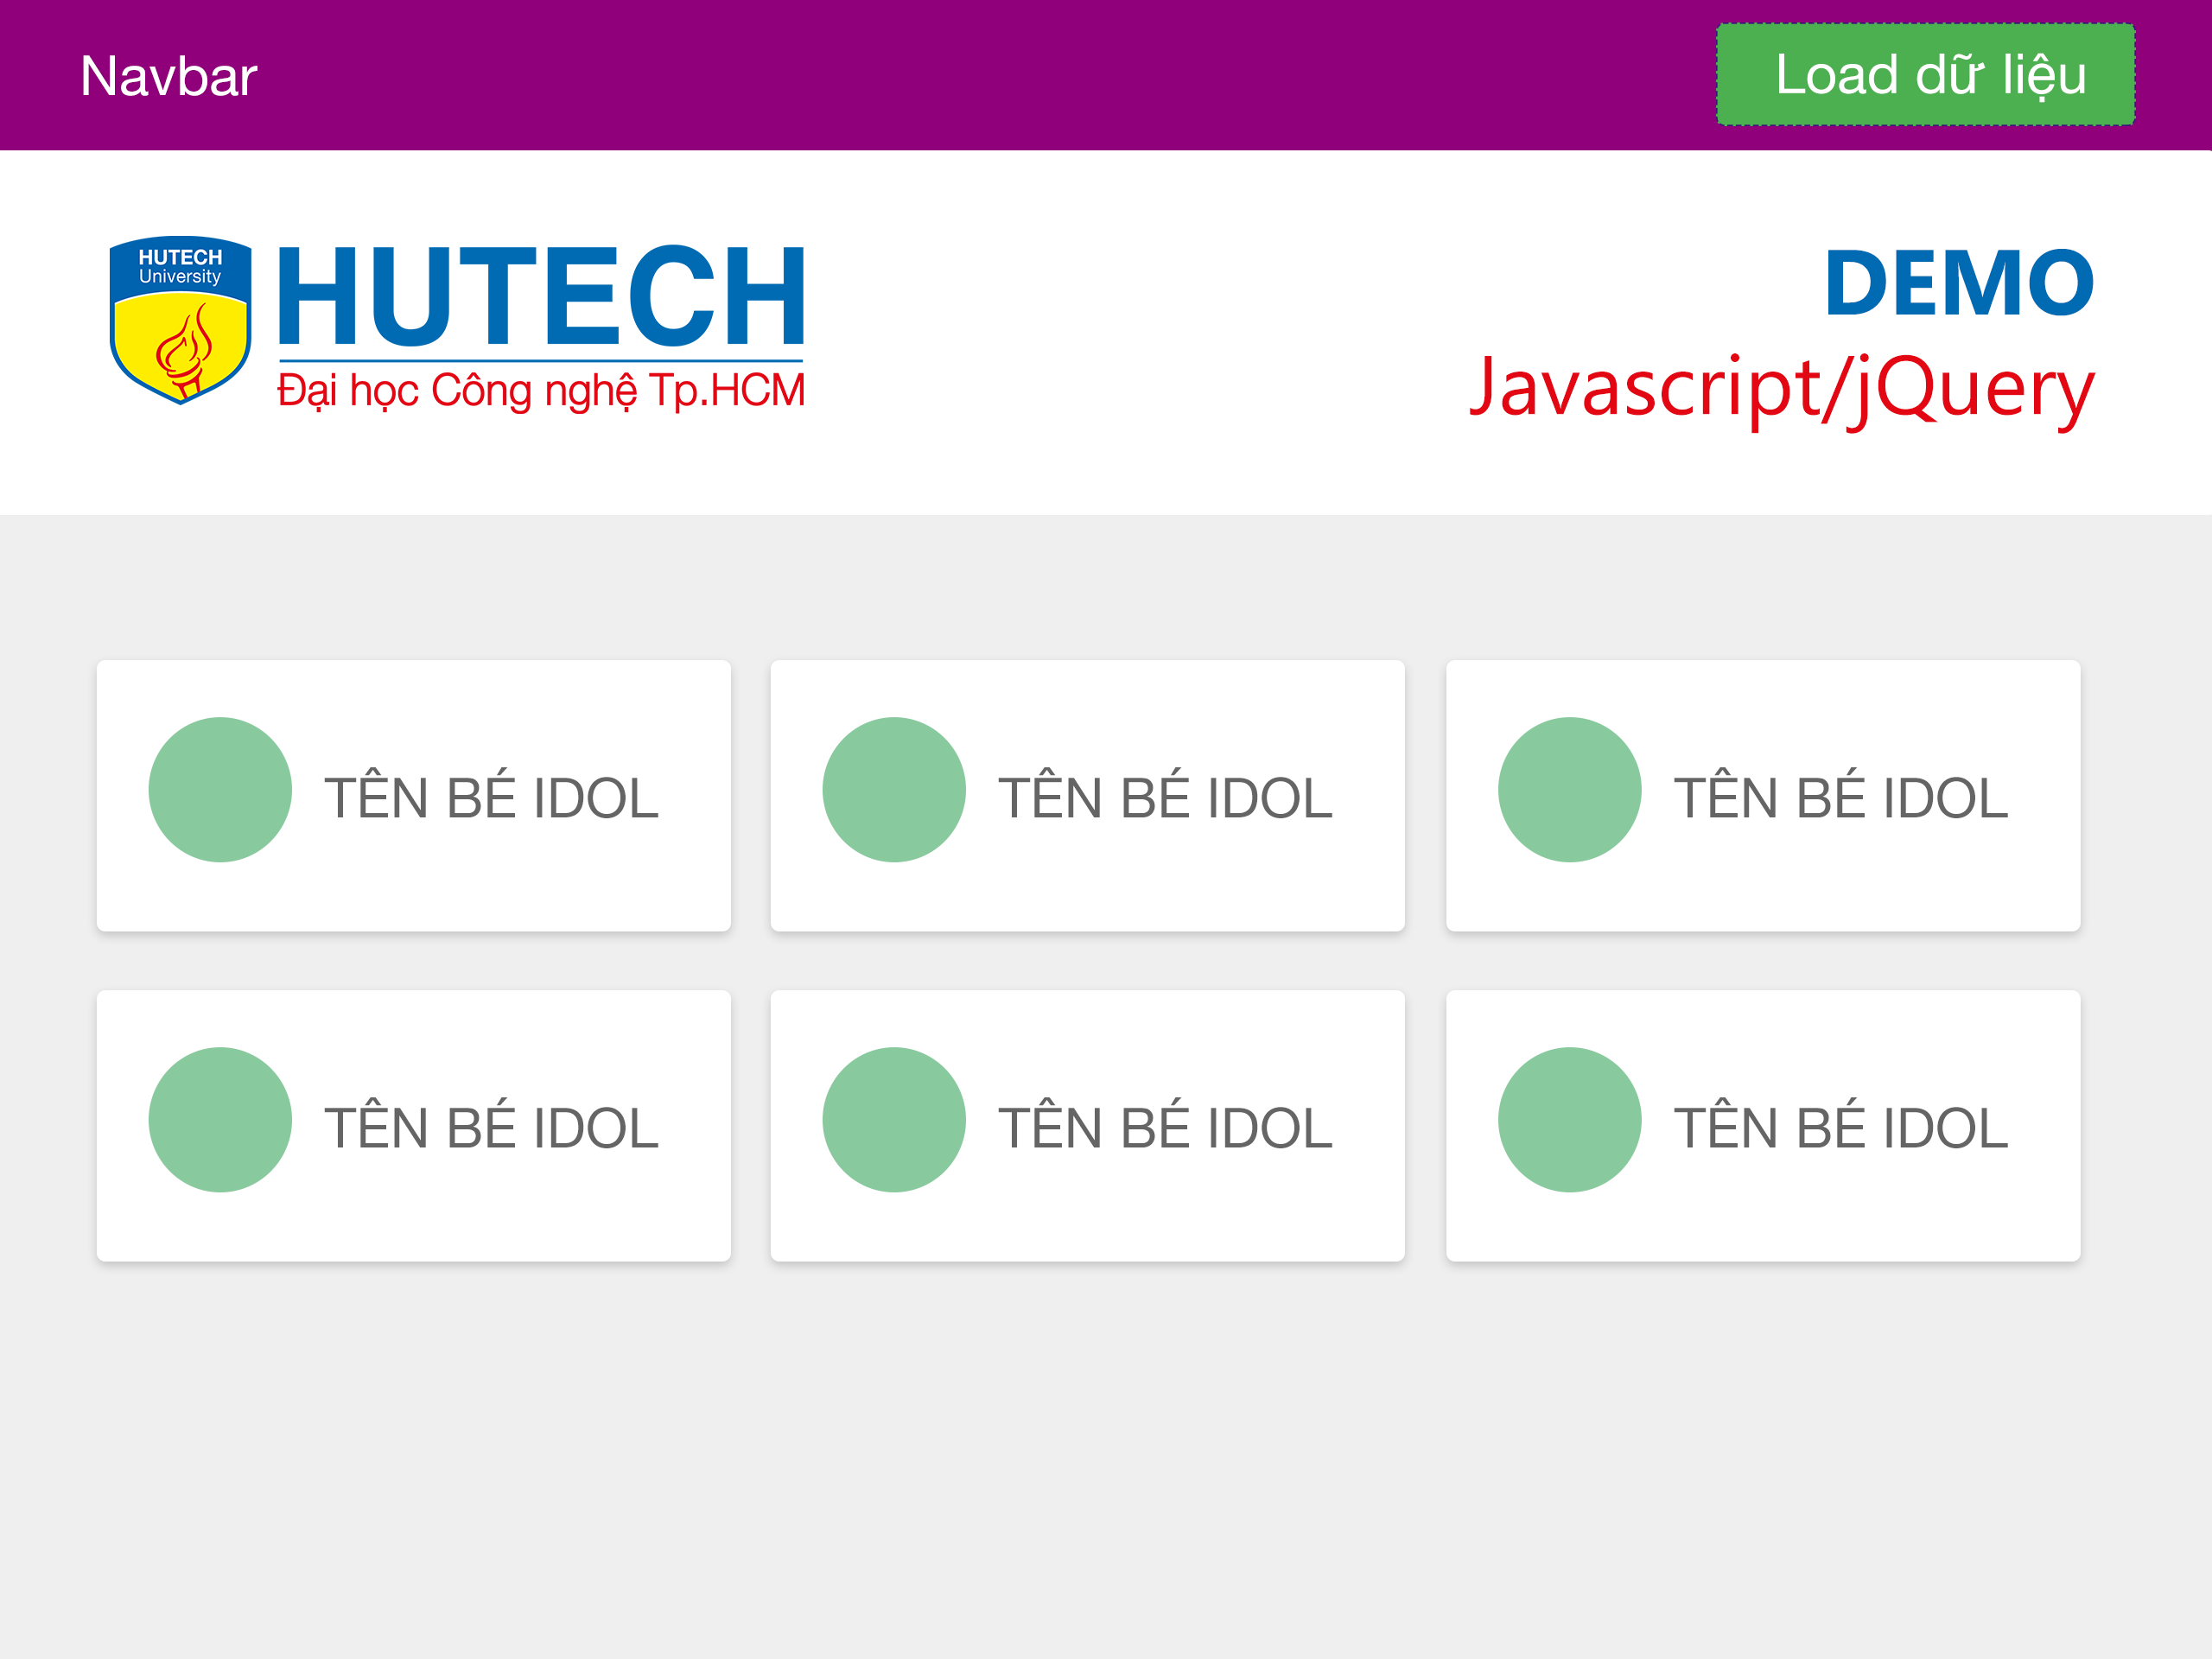 Navbar
Load dữ liệu
HUTECH
University
HUTECH
Đại học Công nghệ Tp.HCM
DEMO
Javascript/jQuery
TÊN BÉ IDOL
TÊN BÉ IDOL
TÊN BÉ IDOL
TÊN BÉ IDOL
TÊN BÉ IDOL
TÊN BÉ IDOL